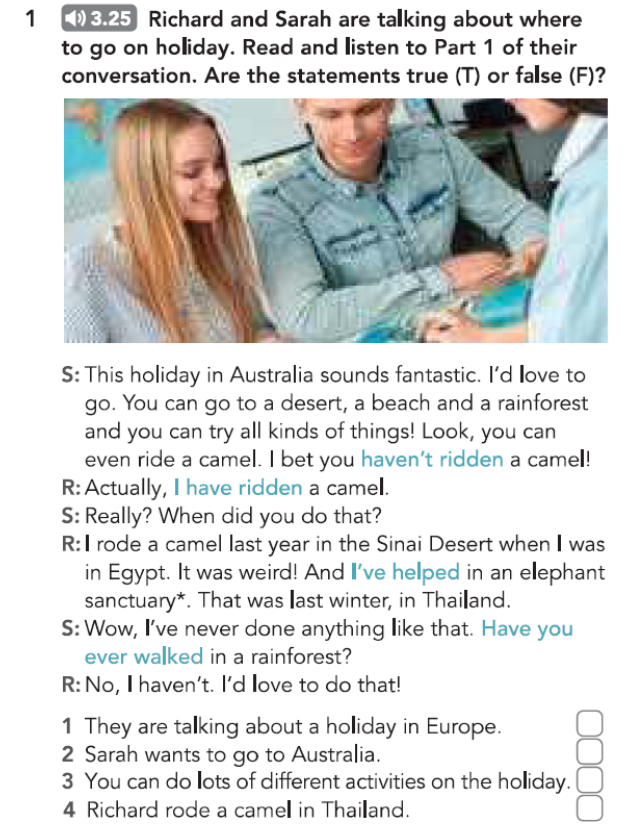 1 3.25 Richard and Sarah are talking about where
to go on holiday. Read and listen to Part 1 of their
conversation. Are the statements true (T) or false (F)?
S: This holiday in Australia sounds fantastic. I'd love to
go. You can go to a desert, a beach and a rainforest
and you can try all kinds of things! Look, you can
even ride a camel. I bet you haven't ridden a camel!
R: Actually, I have ridden a camel.
S: Really? When did you do that?
R: I rode a camel last year in the Sinai Desert when I was
in Egypt. It was weird! And I've helped in an elephant
sanctuary*. That was last winter, in Thailand.
S: Wow, I've never done anything like that. Have you
ever walked in a rainforest?
R: No, I haven't. I'd love to do that!
1 They are talking about a holiday in Europe.
2 Sarah wants to go to Australia.
3 You can do lots of different activities on the holiday.
4 Richard rode a camel in Thailand.